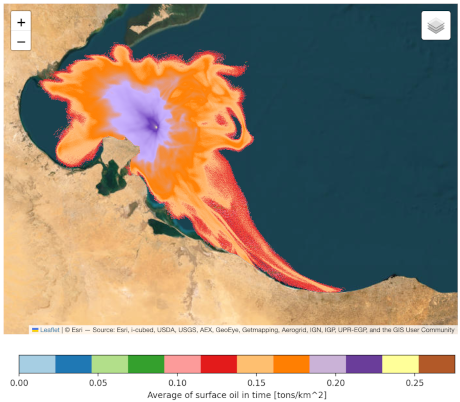 +
−
Leaflet | © Esri — Source: Esri, i-cubed, USDA, USGS, AEX, GeoEye, Getmapping, Aerogrid, IGN, IGP, UPR-EGP, and the GIS User Community
0.00 0.05 0.10 0.15 0.20 0.25
Average of surface oil in time [tons/km^2]